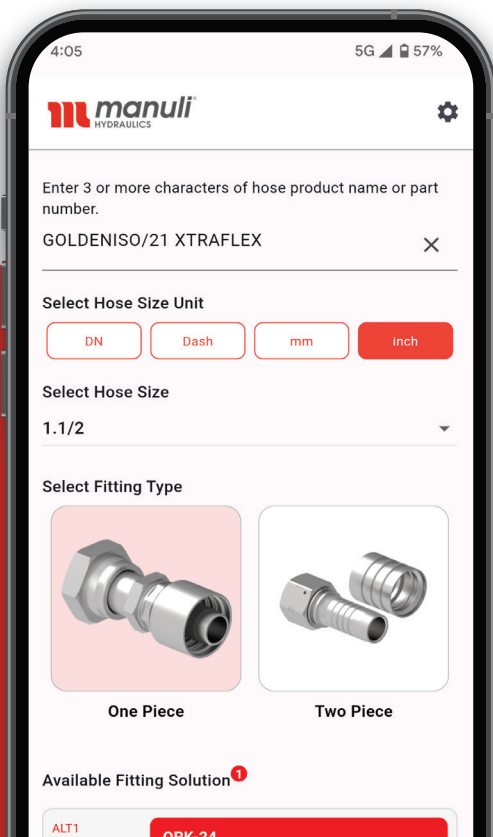 4:05
5G 57%
manuli
HYDRAULICS
Enter 3 or more characters of hose product name or part
number.
GOLDENISO/21 XTRAFLEX
Select Hose Size Unit
DN
Dash
mm
inch
Select Hose Size
1.1/2
Select Fitting Type
One Piece
Two Piece
Available Fitting Solution
1
ALT1